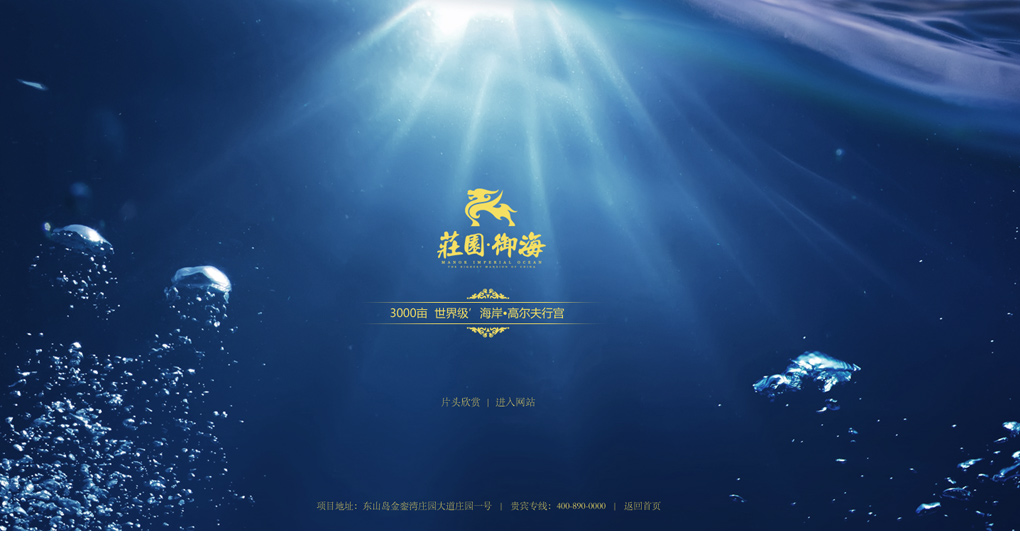 莊園·御海
MANOR IMPERIAL OCEAN
THE BIGGEST MANSION OF CHINA
3000亩 世界级’海岸•高尔夫行宫
片头欣赏 | 进入网站
项目地址：东山岛金銮湾庄园大道庄园一号 | 贵宾专线：400-890-0000 | 返回首页